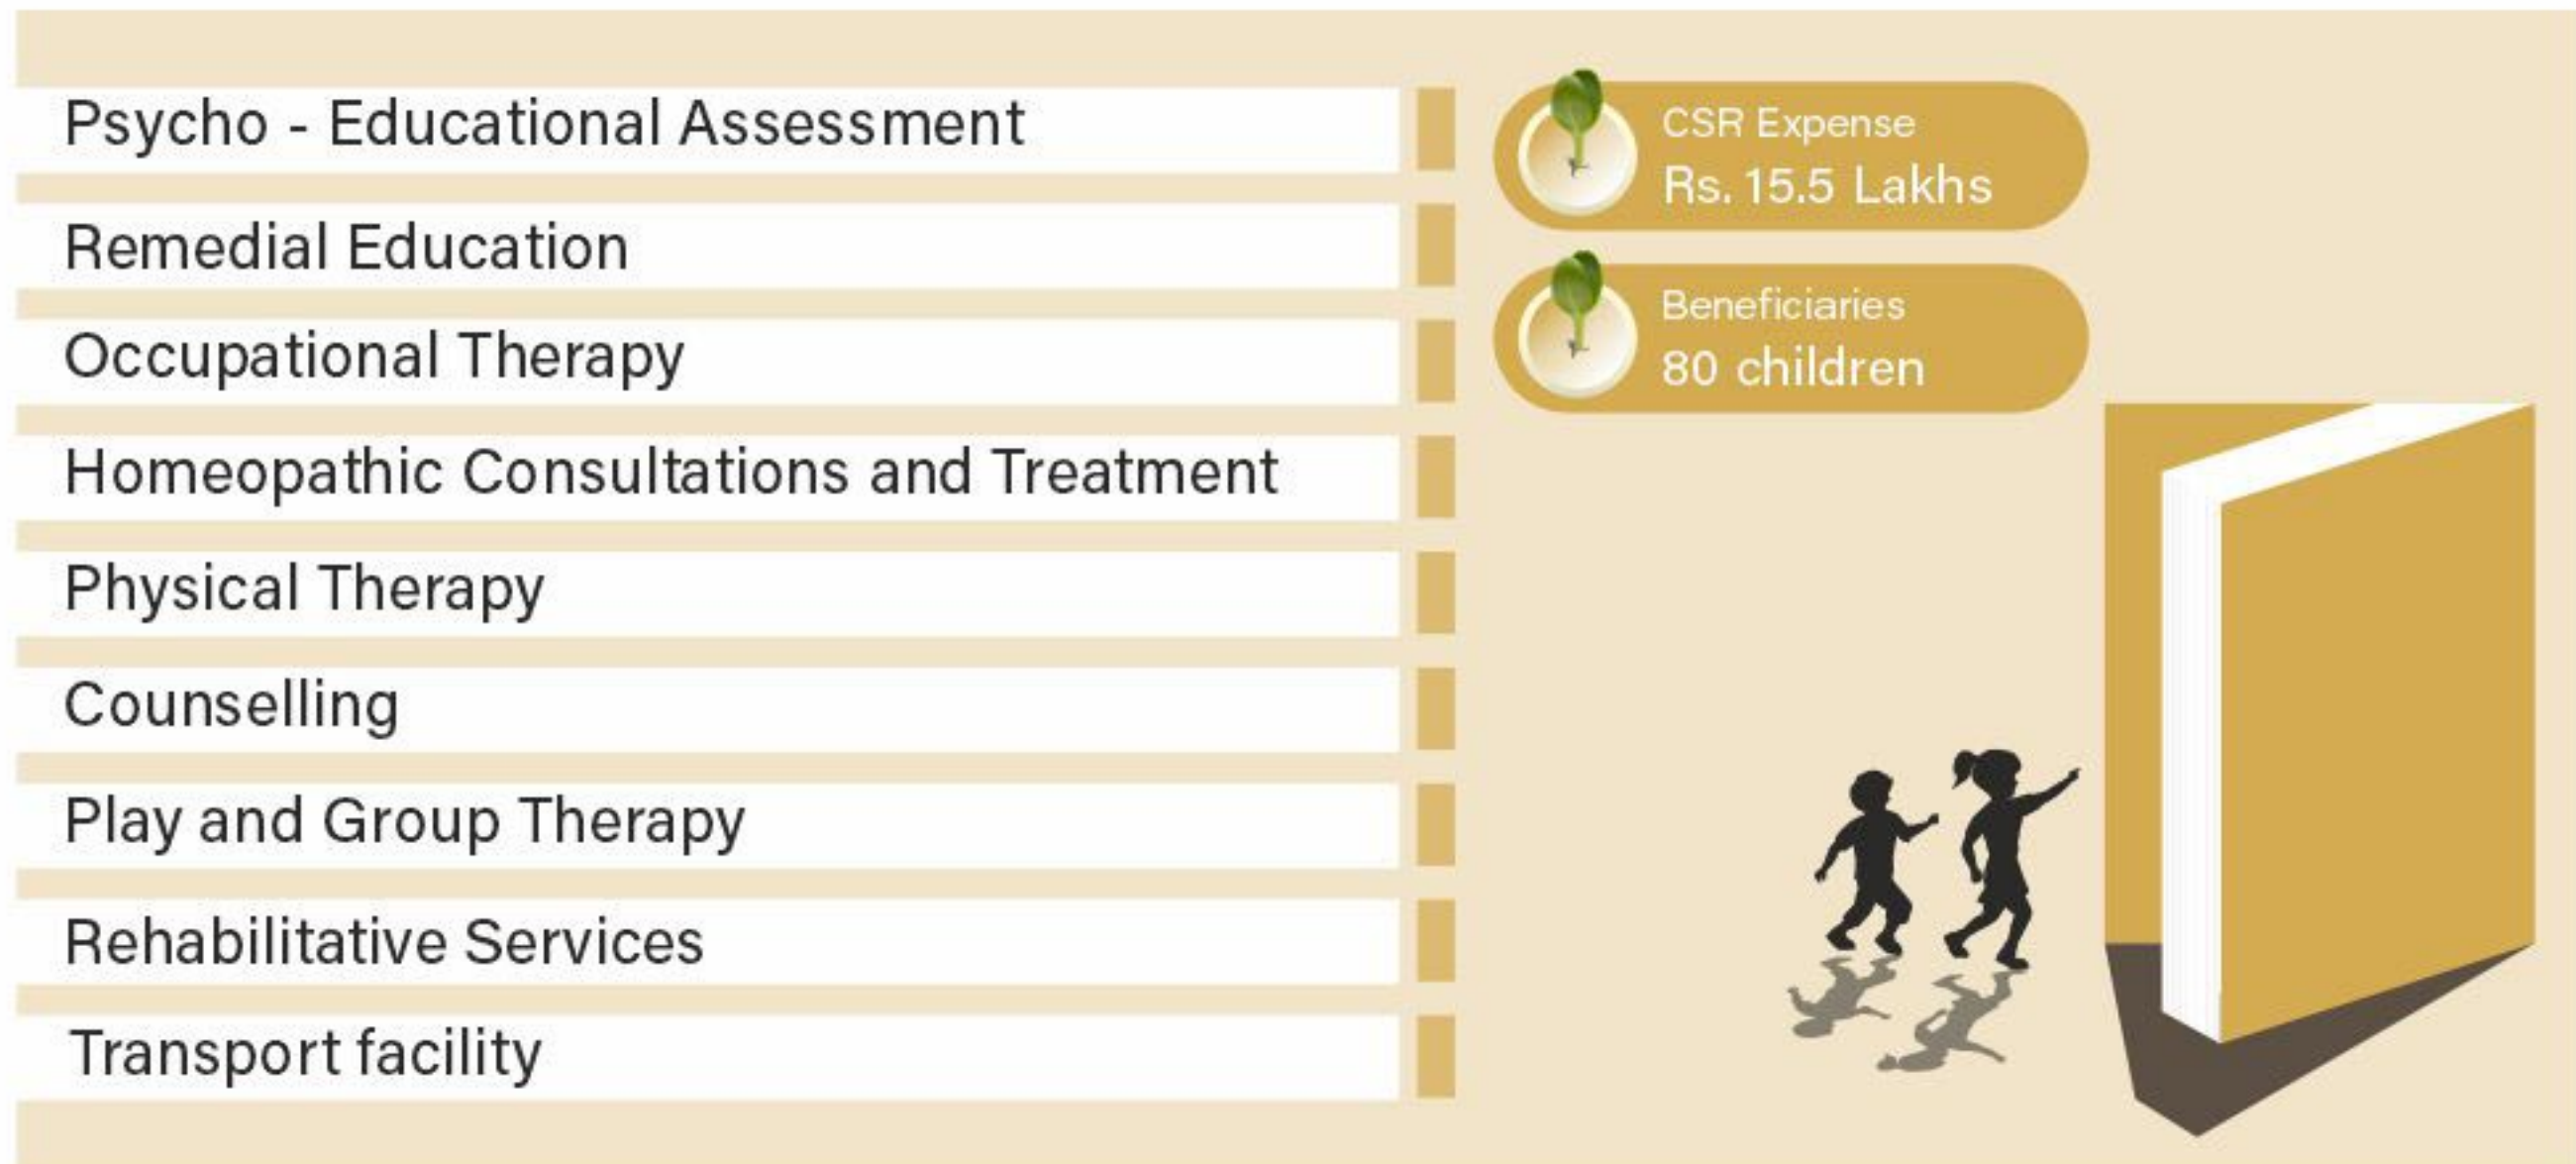 Psycho - Educational Assessment
Remedial Education
Occupational Therapy
Homeopathic Consultations and Treatment
Physical Therapy
Counselling
Play and Group Therapy
Rehabilitative Services
Transport facility
CSR Expense
Rs. 15.5 Lakhs
Beneficiaries
80 children